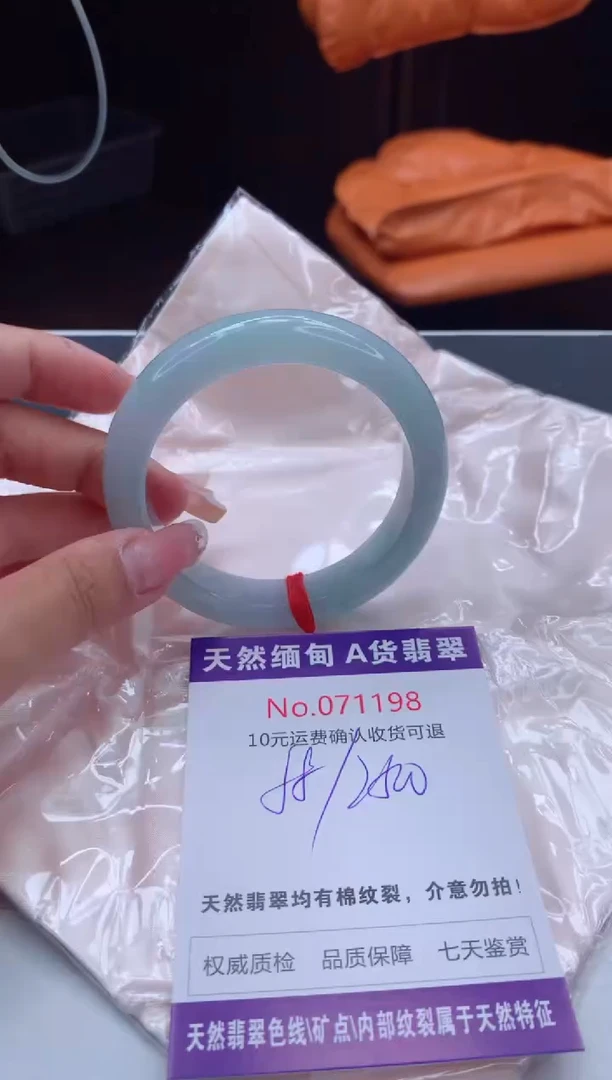 天然缅甸 A货翡翠
No.071198
10元运费确认收货可退
天然翡翠均有棉纹裂，介意勿拍！
权威质检 品质保障 七天鉴赏
天然翡翠色线\矿点\内部纹裂属于天然特征